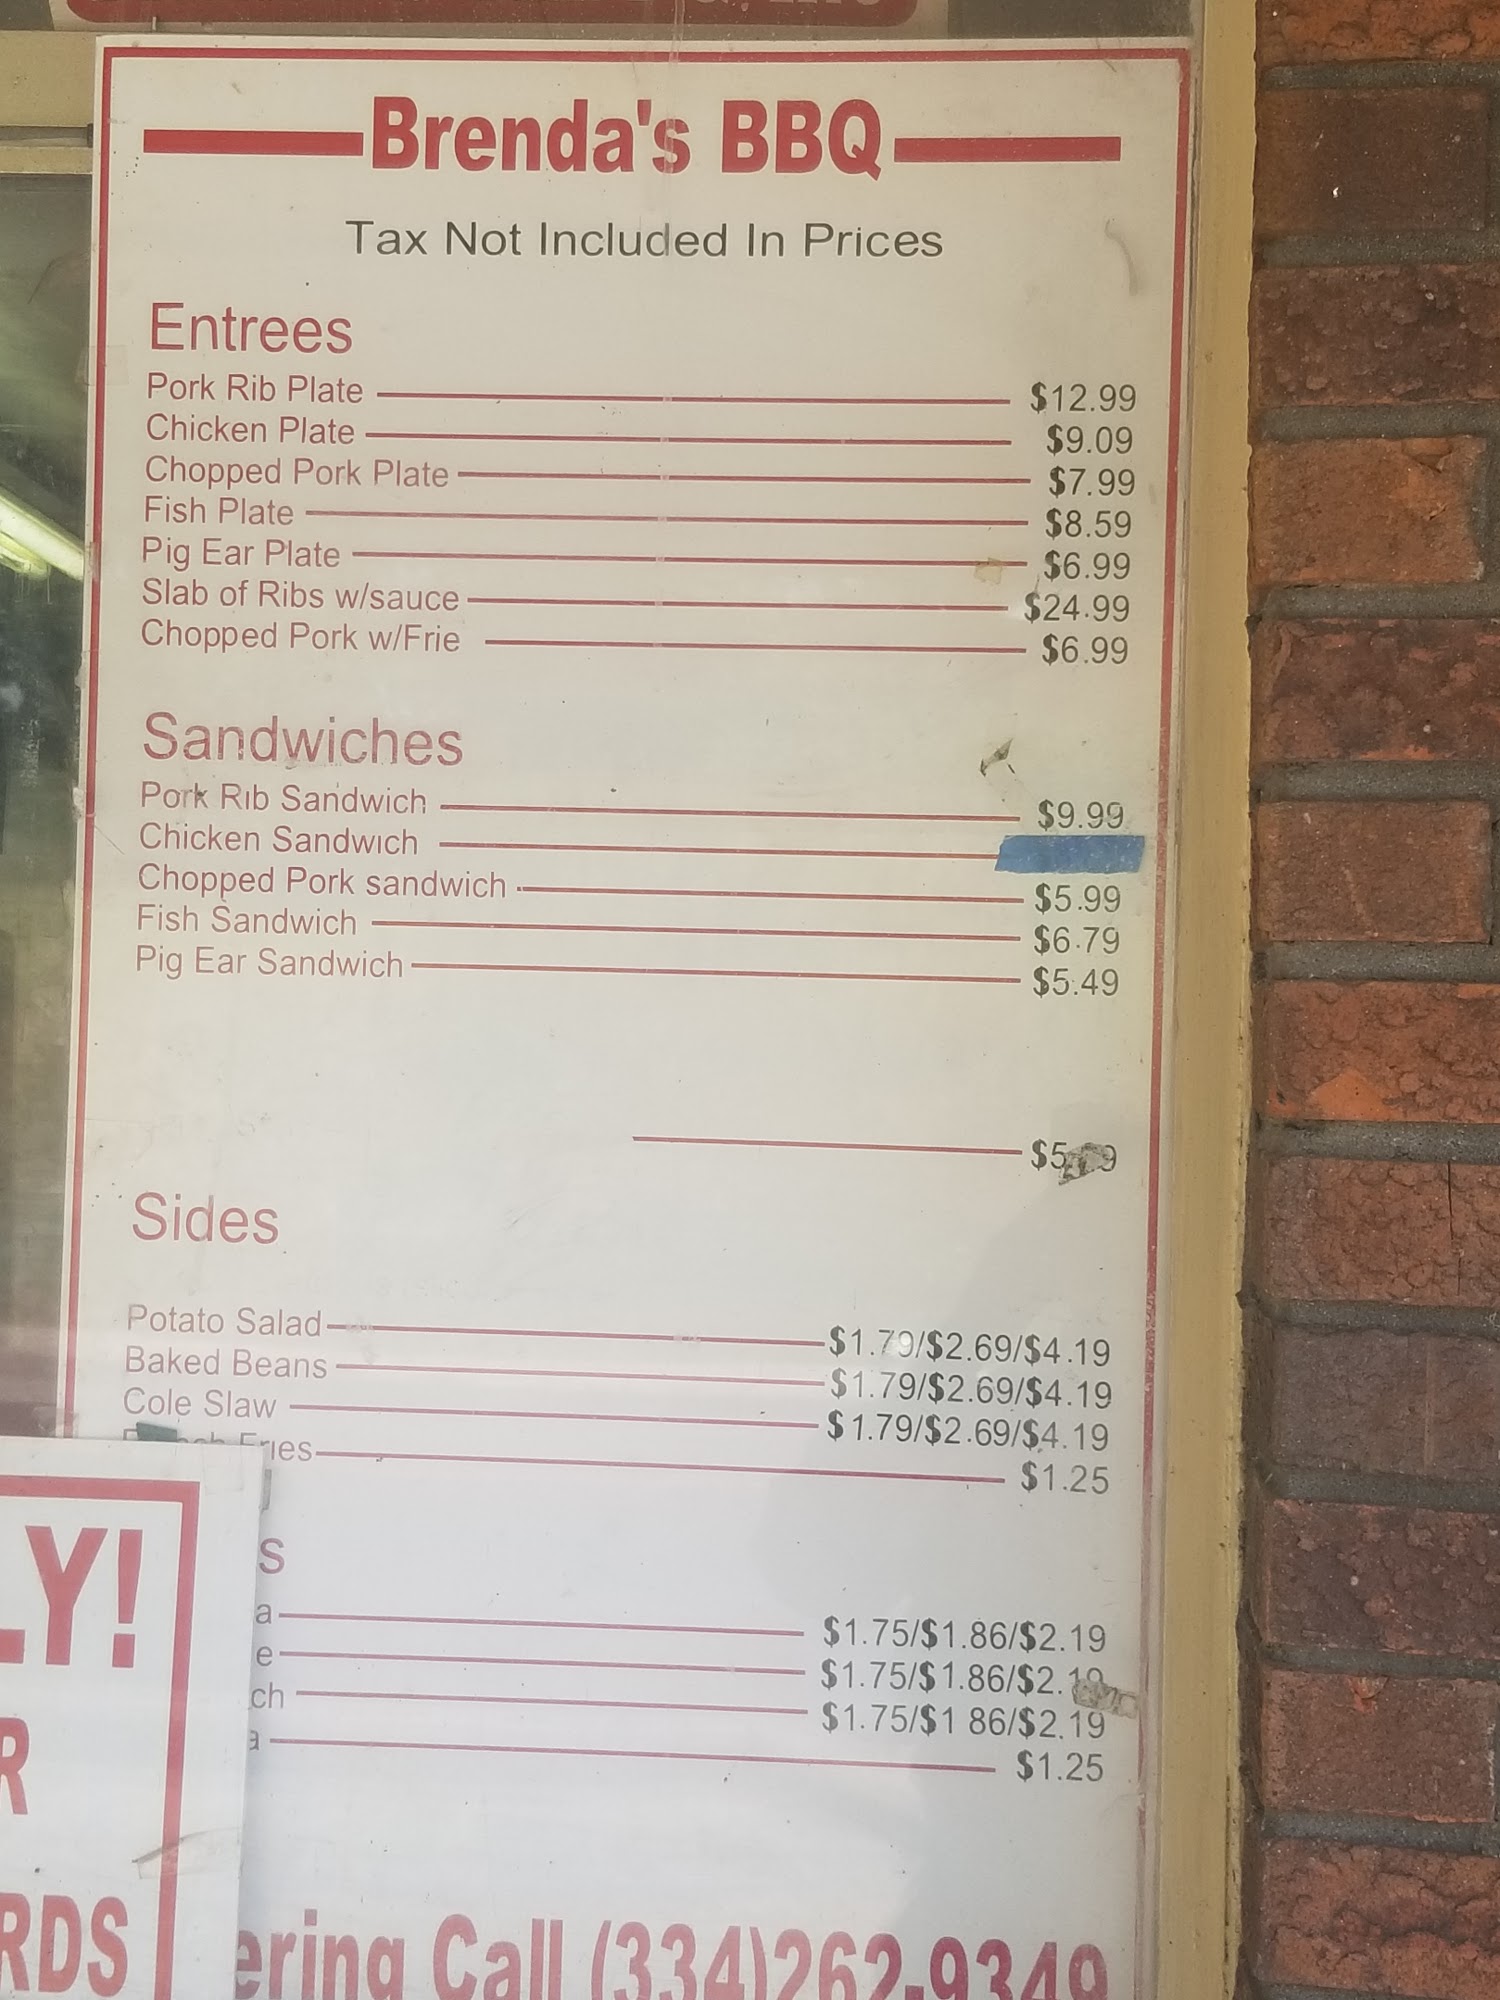 Brenda's BBQ
Tax Not Included In Prices
Entrees
Pork Rib Plate $12.99
Chicken Plate $9.09
Chopped Pork Plate $7.99
Fish Plate $8.59
Pig Ear Plate $6.99
Slab of Ribs w/sauce $24.99
Chopped Pork w/Frie $6.99
Sandwiches
Pork Rib Sandwich $9.99
Chicken Sandwich
Chopped Pork sandwich $5.99
Fish Sandwich $6.79
Pig Ear Sandwich $5.49
Sides
Potato Salad $1.79/$2.69/$4.19
Baked Beans $1.79/$2.69/$4.19
Cole Slaw $1.79/$2.69/$4.19
Fries $1.25
s
a $1.75/$1.86/$2.19
e $1.75/$1.86/$2.19
ch $1.75/$1 86/$2.19
a $1.25
ering Call (334)262-9349
LY!
R
RDS